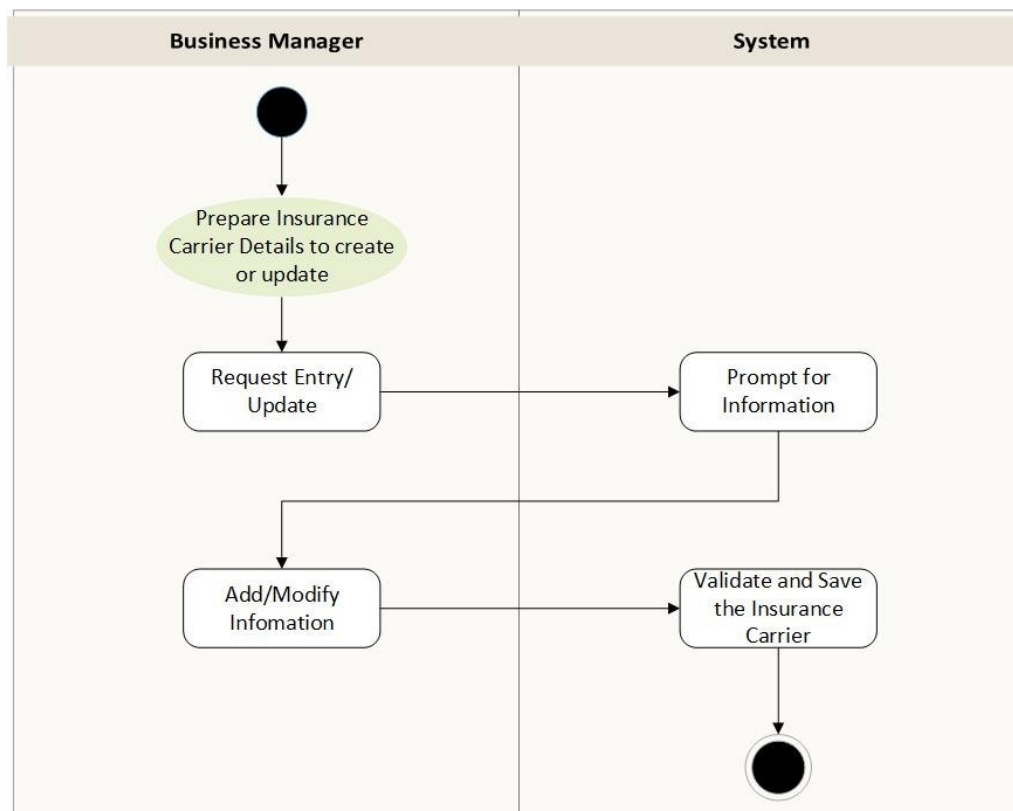 Business Manager
System
Prepare Insurance
Carrier Details to create
or update
Request Entry/
Update
Prompt for
Information
Add/Modify
Infomation
Validate and Save
the Insurance
Carrier